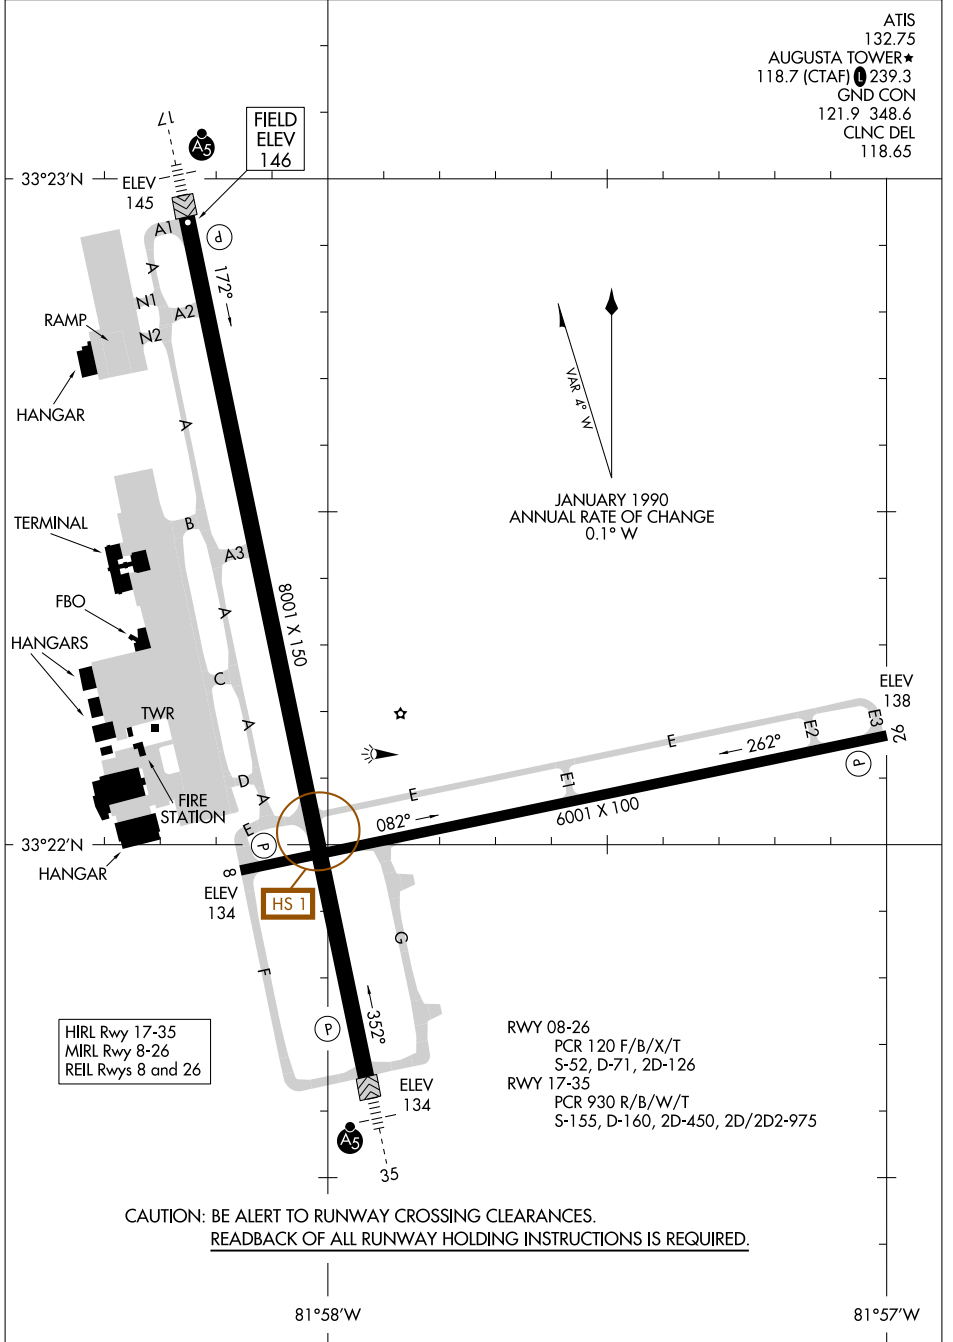 ATIS
132.75
AUGUSTA TOWER★
118.7 (CTAF) L 239.3
GND CON
121.9 348.6
CLNC DEL
118.65
17
A5
FIELD
ELEV
146
33°23'N
ELEV
145
A1
P
A
172°
N1
A2
RAMP
N2
HANGAR
VAR 4° W
A
JANUARY 1990
ANNUAL RATE OF CHANGE
0.1° W
TERMINAL
B
A3
8001 X 150
FBO
A
HANGARS
C
ELEV
138
TWR
A
E
262°
E2
E3
26
P
D
A
E1
FIRE
STATION
E
6001 X 100
082°
E
P
33°22'N
HANGAR
8
ELEV
134
HS 1
G
F
352°
P
HIRL Rwy 17-35
MIRL Rwy 8-26
REIL Rwys 8 and 26
RWY 08-26
PCR 120 F/B/X/T
S-52, D-71, 2D-126
RWY 17-35
PCR 930 R/B/W/T
S-155, D-160, 2D-450, 2D/2D2-975
ELEV
134
A5
35
CAUTION: BE ALERT TO RUNWAY CROSSING CLEARANCES.
READBACK OF ALL RUNWAY HOLDING INSTRUCTIONS IS REQUIRED.
81°58'W
81°57'W